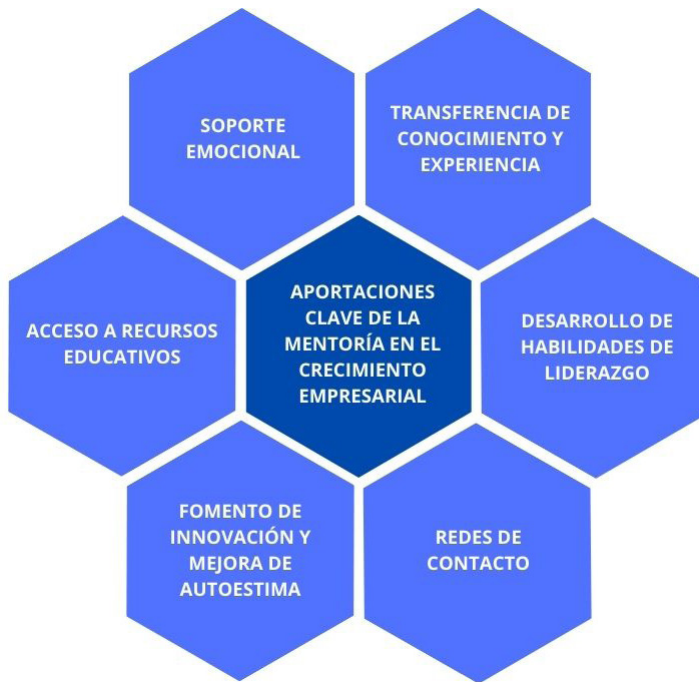 SOPORTE
EMOCIONAL
TRANSFERENCIA DE
CONOCIMIENTO Y
EXPERIENCIA
ACCESO A RECURSOS
EDUCATIVOS
APORTACIONES
CLAVE DE LA
MENTORÍA EN EL
CRECIMIENTO
EMPRESARIAL
DESARROLLO DE
HABILIDADES DE
LIDERAZGO
FOMENTO DE
INNOVACIÓN Y
MEJORA DE
AUTOESTIMA
REDES DE
CONTACTO